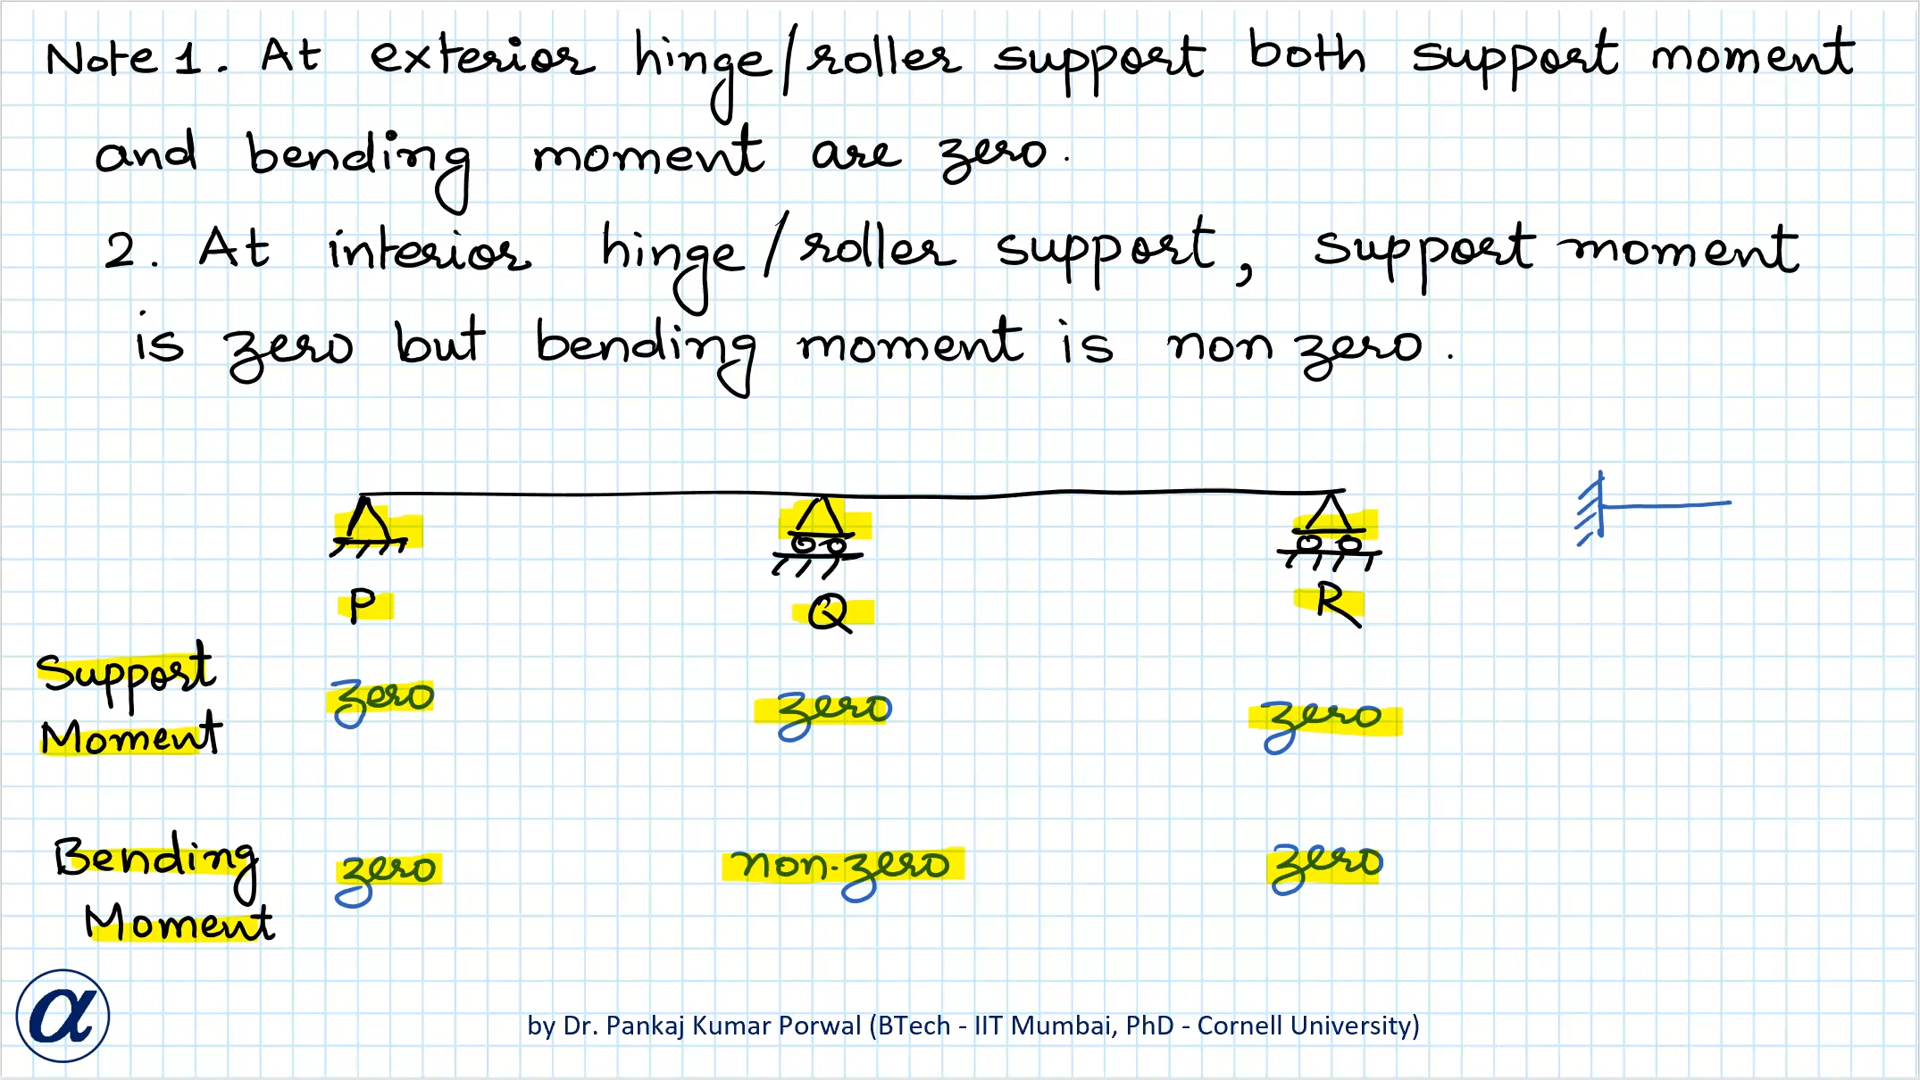 Note 1. At exterior hinge/roller support both support moment
and bending moment are zero.
2. At interior hinge/roller support, support moment
is zero but bending moment is non zero.
P Q R
Support
Moment
zero zero zero
Bending
Moment
zero non-zero zero
α
by Dr. Pankaj Kumar Porwal (BTech - IIT Mumbai, PhD - Cornell University)